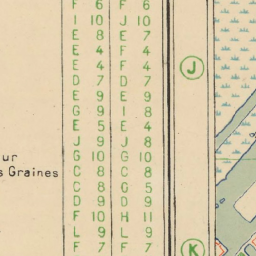 F 6 F 6
I 10 J 10
E 8 E 7
E 4 F 4
E 4 F 4
D 7 D 7
E 9 E 9
G 9 I 8
E 5 E 4
J 9 J 8
G 10 G 10
C 8 C 8
C 8 G 5
D 9 D 9
F 10 H 11
L 9 L 9
F 7 F 7
ur
s Graines
J
K